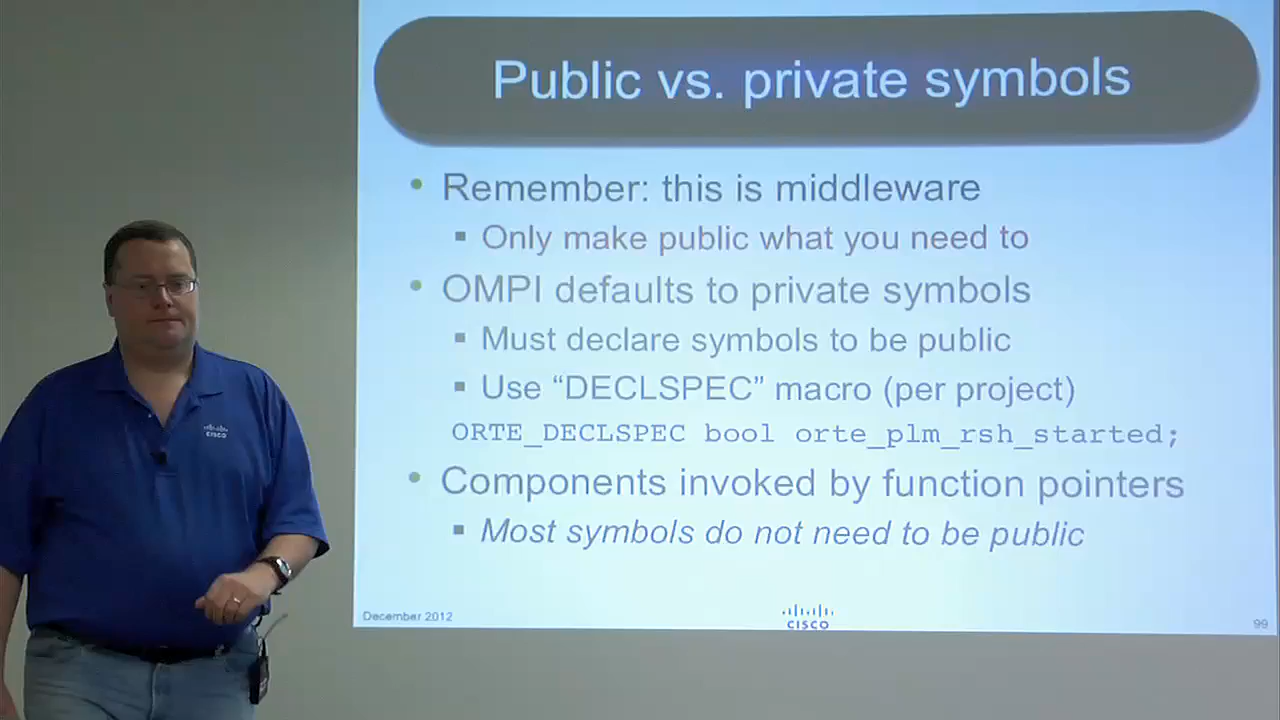 Public vs. private symbols
• Remember: this is middleware
▪ Only make public what you need to
• OMPI defaults to private symbols
▪ Must declare symbols to be public
▪ Use “DECLSPEC” macro (per project)
ORTE_DECLSPEC bool orte_plm_rsh_started;
• Components invoked by function pointers
▪ Most symbols do not need to be public
December 2012
CISCO
99
CISCO